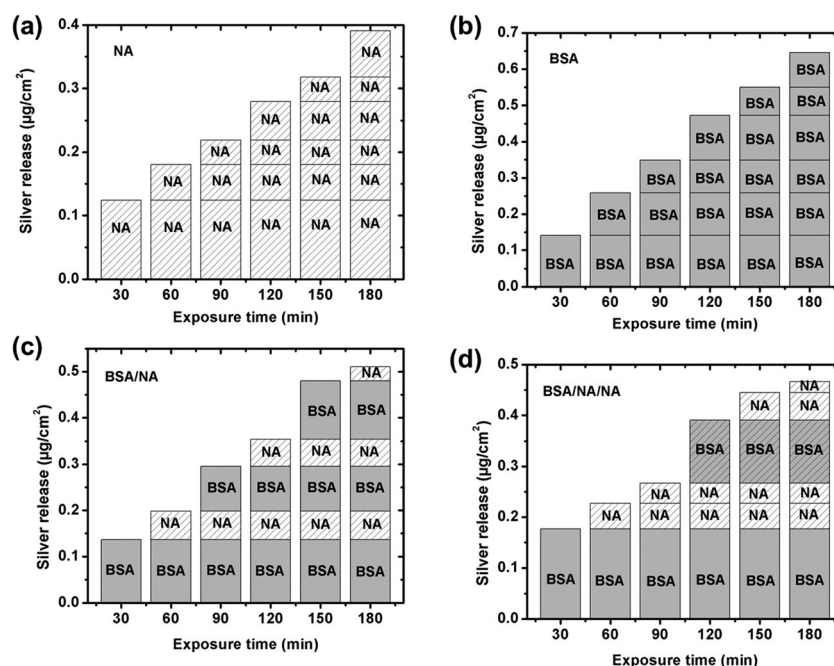 (a)
NA
Silver release (µg/cm²)
0.4
0.3
0.2
0.1
0.0
NA
NA NA
NA NA NA
NA NA NA NA
NA NA NA NA NA
NA NA NA NA NA NA
30 60 90 120 150 180
Exposure time (min)
(b)
BSA
Silver release (µg/cm²)
0.7
0.6
0.5
0.4
0.3
0.2
0.1
0.0
BSA
BSA BSA
BSA BSA BSA
BSA BSA BSA BSA
BSA BSA BSA BSA BSA
BSA BSA BSA BSA BSA BSA
30 60 90 120 150 180
Exposure time (min)
(c)
BSA/NA
Silver release (µg/cm²)
0.5
0.4
0.3
0.2
0.1
0.0
NA
BSA BSA
NA NA NA
BSA BSA BSA BSA
NA NA NA NA NA
BSA BSA BSA BSA BSA BSA
30 60 90 120 150 180
Exposure time (min)
(d)
BSA/NA/NA
Silver release (µg/cm²)
0.5
0.4
0.3
0.2
0.1
0.0
NA
NA NA
BSA BSA BSA
NA NA NA NA
NA NA NA NA NA
BSA BSA BSA BSA BSA BSA
30 60 90 120 150 180
Exposure time (min)